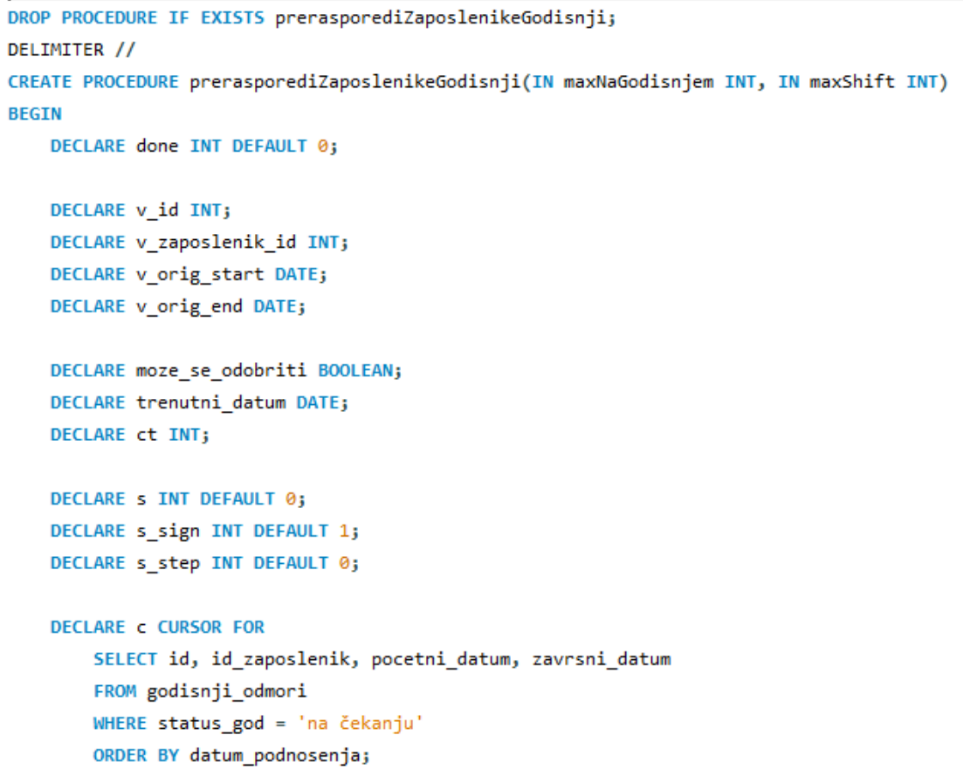 DROP PROCEDURE IF EXISTS prerasporediZaposlenikeGodisnji;
DELIMITER //
CREATE PROCEDURE prerasporediZaposlenikeGodisnji(IN maxNaGodisnjem INT, IN maxShift INT)
BEGIN
    DECLARE done INT DEFAULT 0;

    DECLARE v_id INT;
    DECLARE v_zaposlenik_id INT;
    DECLARE v_orig_start DATE;
    DECLARE v_orig_end DATE;

    DECLARE moze_se_odobriti BOOLEAN;
    DECLARE trenutni_datum DATE;
    DECLARE ct INT;

    DECLARE s INT DEFAULT 0;
    DECLARE s_sign INT DEFAULT 1;
    DECLARE s_step INT DEFAULT 0;

    DECLARE c CURSOR FOR
        SELECT id, id_zaposlenik, pocetni_datum, zavrsni_datum
        FROM godisnji_odmori
        WHERE status_god = 'na čekanju'
        ORDER BY datum_podnosenja;